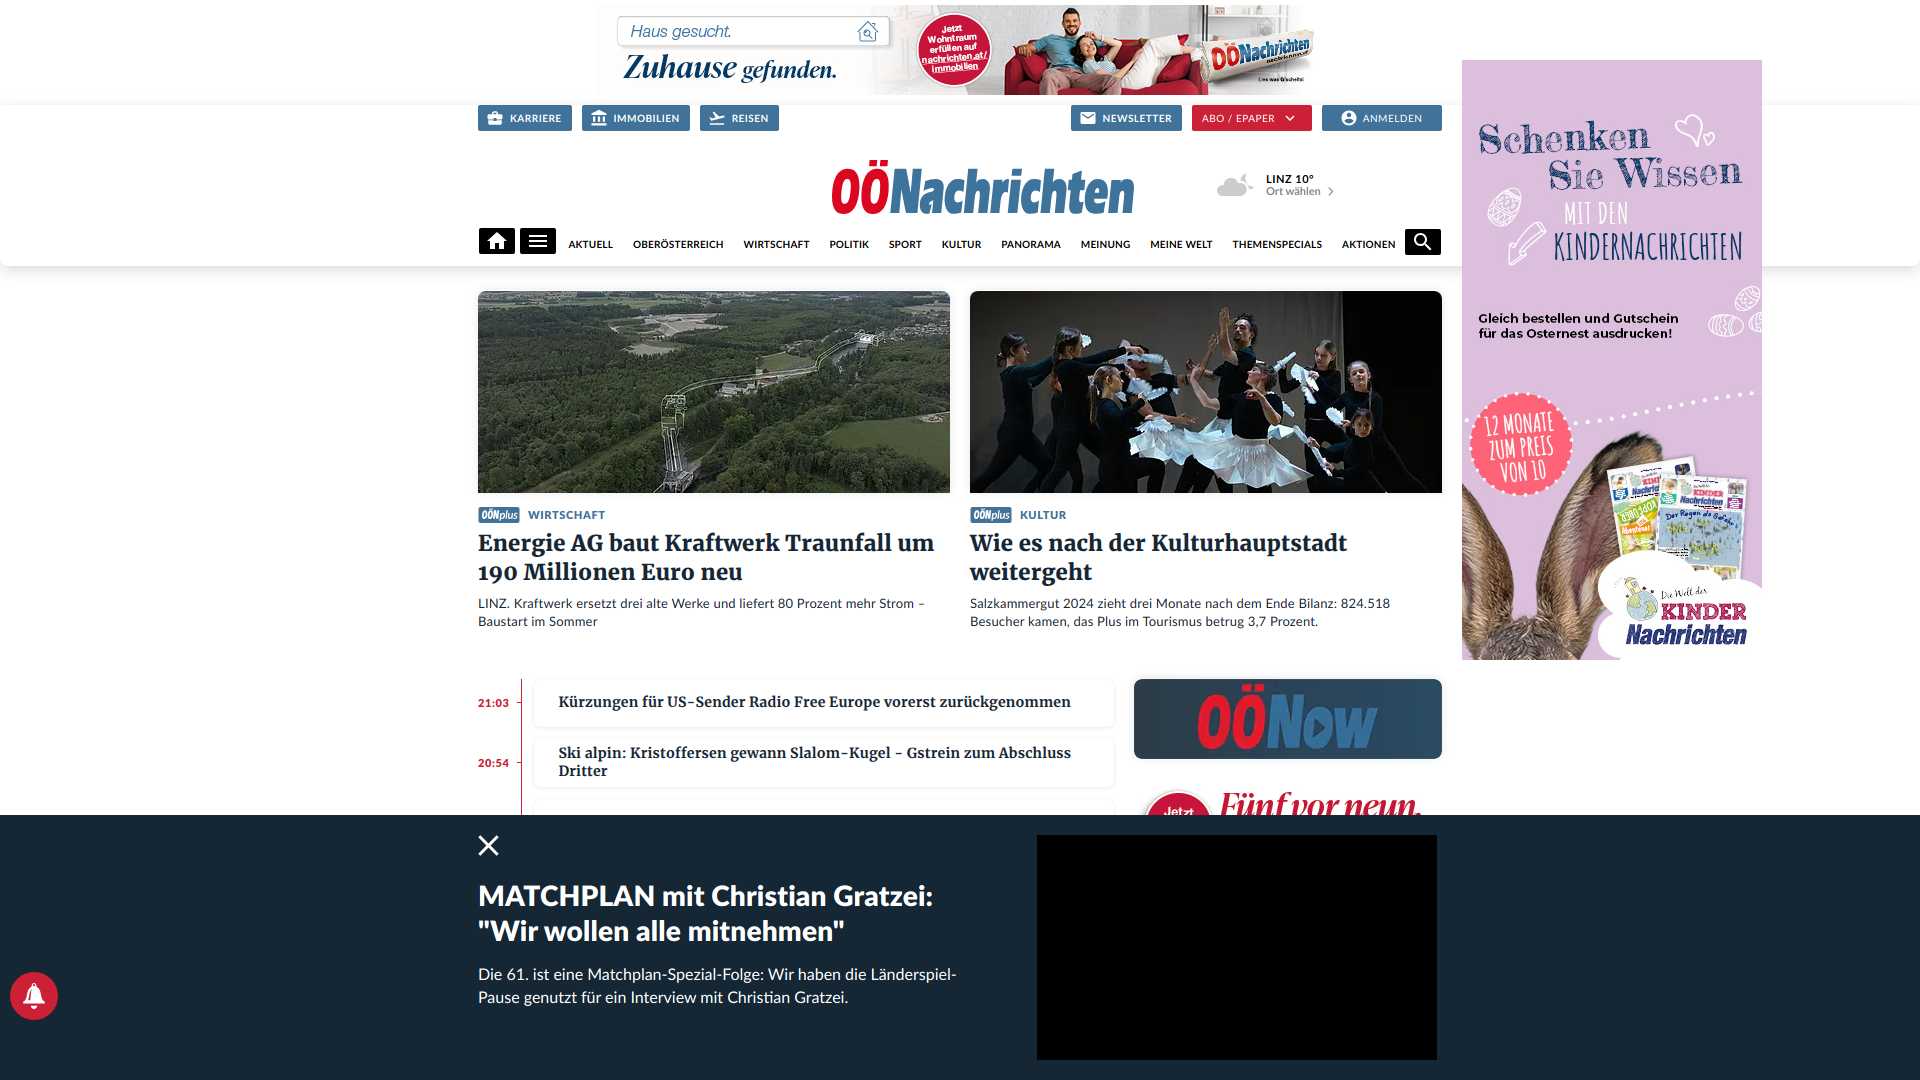 Haus gesucht.
Zuhause gefunden.
Jetzt
Wohntraum
erfüllen auf
nachrichten.at/
immobilien
OÖNachrichten
Lies was G'scheits!
KARRIERE
IMMOBILIEN
REISEN
NEWSLETTER
ABO / EPAPER
ANMELDEN
OÖNachrichten
LINZ 10°
Ort wählen
AKTUELL
OBERÖSTERREICH
WIRTSCHAFT
POLITIK
SPORT
KULTUR
PANORAMA
MEINUNG
MEINE WELT
THEMENSPECIALS
AKTIONEN
Schenken
Sie Wissen
MIT DEN
KINDERNACHRICHTEN
Gleich bestellen und Gutschein
für das Osternest ausdrucken!
12 MONATE
ZUM PREIS
VON 10
KINDER
Nachrichten
Der Regen als Gefahr
Die Welt der
KINDER
Nachrichten
OÖNplus WIRTSCHAFT
Energie AG baut Kraftwerk Traunfall um
190 Millionen Euro neu
LINZ. Kraftwerk ersetzt drei alte Werke und liefert 80 Prozent mehr Strom –
Baustart im Sommer
OÖNplus KULTUR
Wie es nach der Kulturhauptstadt
weitergeht
Salzkammergut 2024 zieht drei Monate nach dem Ende Bilanz: 824.518
Besucher kamen, das Plus im Tourismus betrug 3,7 Prozent.
21:03
Kürzungen für US-Sender Radio Free Europe vorerst zurückgenommen
20:54
Ski alpin: Kristoffersen gewann Slalom-Kugel - Gstrein zum Abschluss
Dritter
OÖNow
Jetzt
Fünf vor neun.
MATCHPLAN mit Christian Gratzei:
"Wir wollen alle mitnehmen"
Die 61. ist eine Matchplan-Spezial-Folge: Wir haben die Länderspiel-
Pause genutzt für ein Interview mit Christian Gratzei.